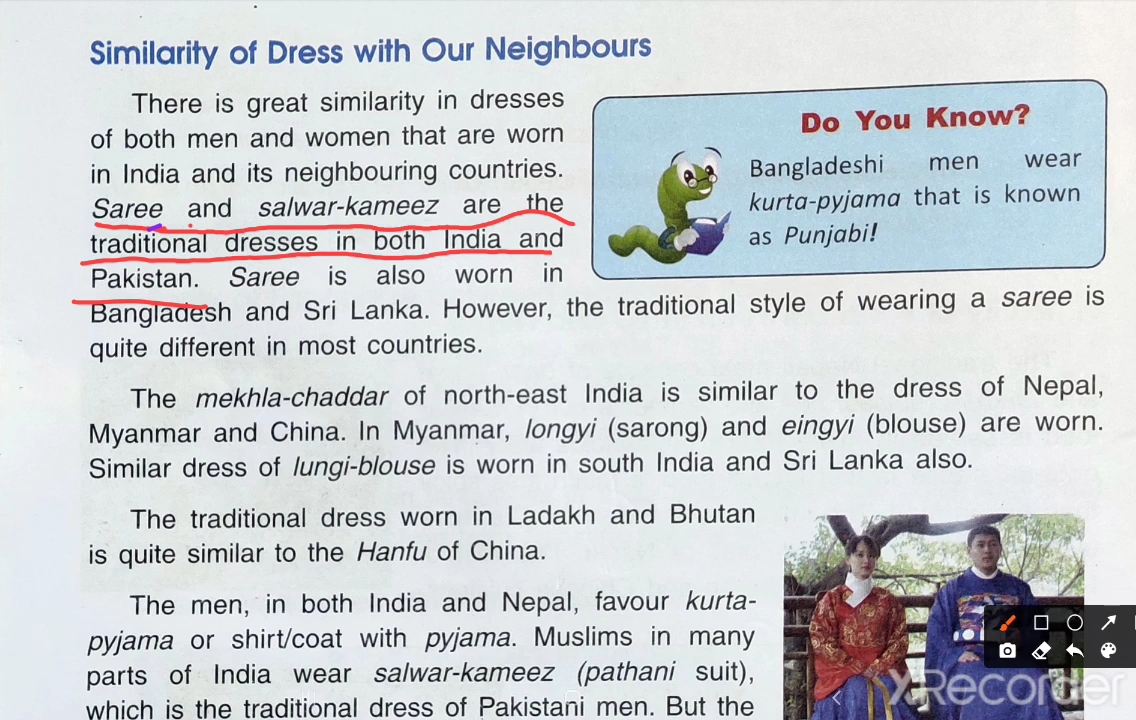 Similarity of Dress with Our Neighbours
There is great similarity in dresses
of both men and women that are worn
in India and its neighbouring countries.
Saree and salwar-kameez are the
traditional dresses in both India and
Pakistan. Saree is also worn in
Bangladesh and Sri Lanka. However, the traditional style of wearing a saree is
quite different in most countries.
Do You Know?
Bangladeshi men wear
kurta-pyjama that is known
as Punjabi!
The mekhla-chaddar of north-east India is similar to the dress of Nepal,
Myanmar and China. In Myanmar, longyi (sarong) and eingyi (blouse) are worn.
Similar dress of lungi-blouse is worn in south India and Sri Lanka also.
The traditional dress worn in Ladakh and Bhutan
is quite similar to the Hanfu of China.
The men, in both India and Nepal, favour kurta-
pyjama or shirt/coat with pyjama. Muslims in many
parts of India wear salwar-kameez (pathani suit),
which is the traditional dress of Pakistani men. But the
XRecorder